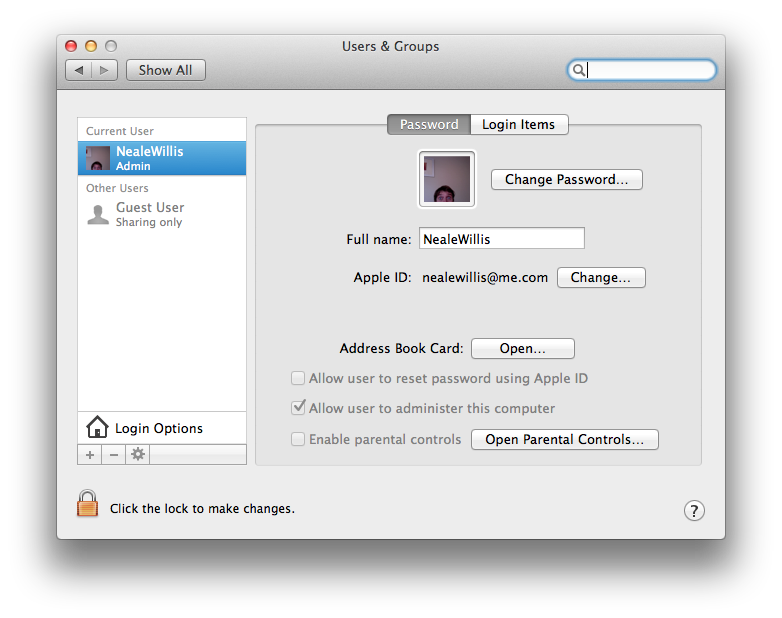 Users & Groups
Show All
Current User
NealeWillis
Admin
Other Users
Guest User
Sharing only
Login Options
Password
Login Items
Change Password...
Full name: NealeWillis
Apple ID: nealewillis@me.com Change...
Address Book Card: Open...
Allow user to reset password using Apple ID
Allow user to administer this computer
Enable parental controls Open Parental Controls...
Click the lock to make changes.
?